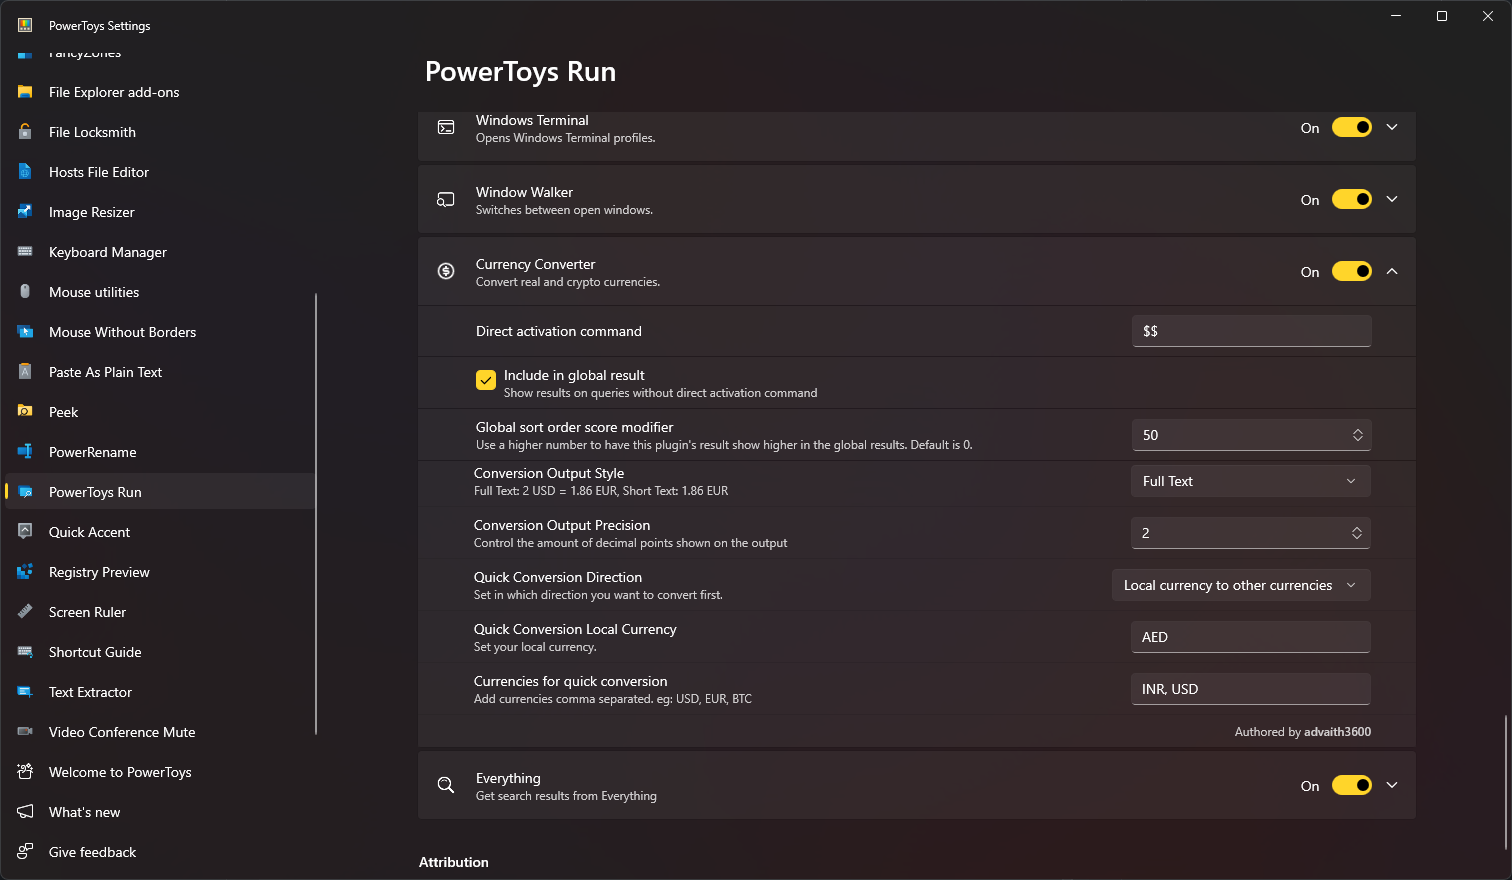 PowerToys Settings
FancyZones
File Explorer add-ons
File Locksmith
Hosts File Editor
Image Resizer
Keyboard Manager
Mouse utilities
Mouse Without Borders
Paste As Plain Text
Peek
PowerRename
PowerToys Run
Quick Accent
Registry Preview
Screen Ruler
Shortcut Guide
Text Extractor
Video Conference Mute
Welcome to PowerToys
What's new
Give feedback
PowerToys Run
Windows Terminal
Opens Windows Terminal profiles.
On
Window Walker
Switches between open windows.
On
Currency Converter
Convert real and crypto currencies.
On
Direct activation command
$$
Include in global result
Show results on queries without direct activation command
Global sort order score modifier
Use a higher number to have this plugin's result show higher in the global results. Default is 0.
50
Conversion Output Style
Full Text: 2 USD = 1.86 EUR, Short Text: 1.86 EUR
Full Text
Conversion Output Precision
Control the amount of decimal points shown on the output
2
Quick Conversion Direction
Set in which direction you want to convert first.
Local currency to other currencies
Quick Conversion Local Currency
Set your local currency.
AED
Currencies for quick conversion
Add currencies comma separated. eg: USD, EUR, BTC
INR, USD
Authored by advaith3600
Everything
Get search results from Everything
On
Attribution